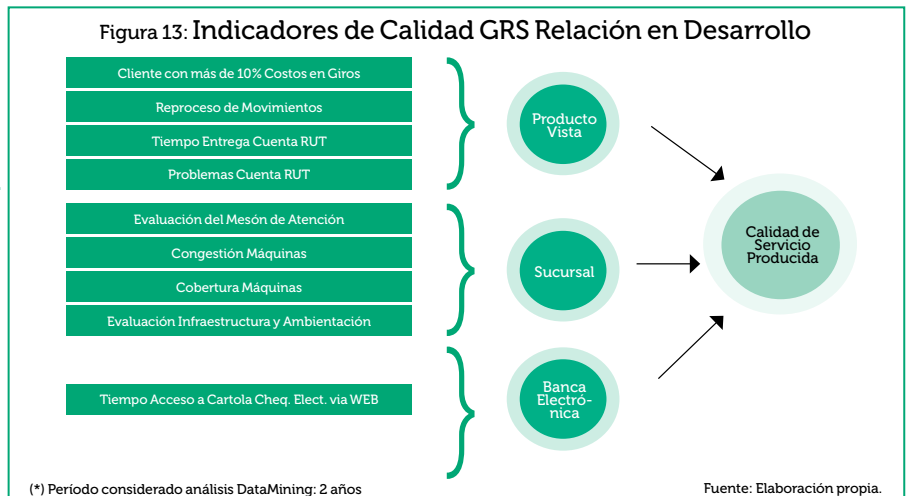 Figura 13: Indicadores de Calidad GRS Relación en Desarrollo
Cliente con más de 10% Costos en Giros
Reproceso de Movimientos
Tiempo Entrega Cuenta RUT
Problemas Cuenta RUT
Producto
Vista
Evaluación del Mesón de Atención
Congestión Máquinas
Cobertura Máquinas
Evaluación Infraestructura y Ambientación
Sucursal
Tiempo Acceso a Cartola Cheq. Elect. via WEB
Banca
Electró-
nica
Calidad de
Servicio
Producida
(*) Período considerado análisis DataMining: 2 años
Fuente: Elaboración propia.